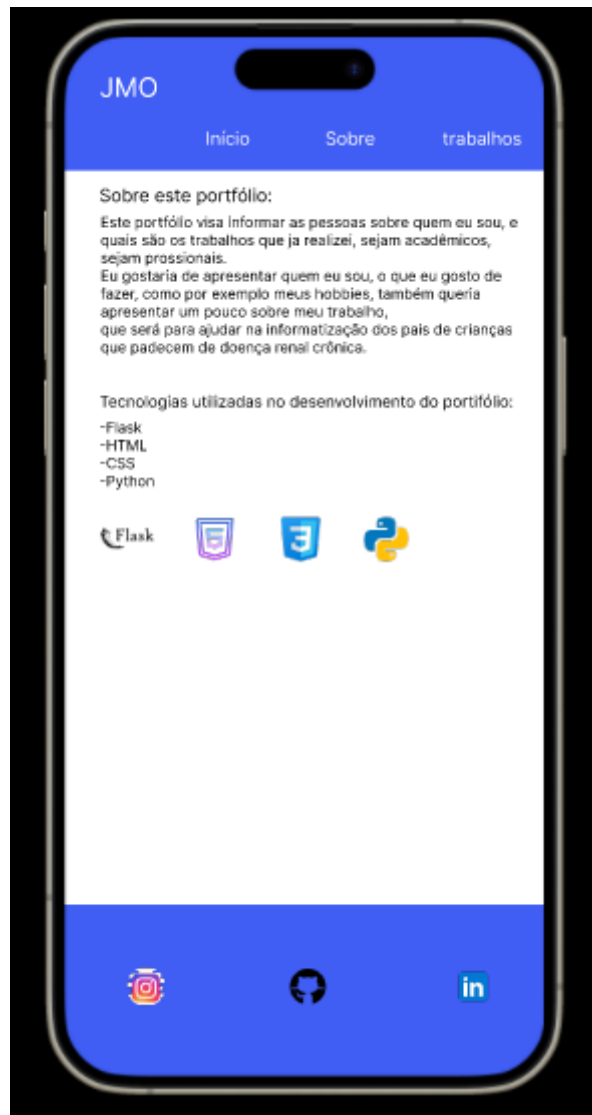 JMO
Início Sobre trabalhos
Sobre este portfólio:
Este portfólio visa informar as pessoas sobre quem eu sou, e
quais são os trabalhos que ja realizei, sejam acadêmicos,
sejam prossionais.
Eu gostaria de apresentar quem eu sou, o que eu gosto de
fazer, como por exemplo meus hobbies, também queria
apresentar um pouco sobre meu trabalho,
que será para ajudar na informatização dos pais de crianças
que padecem de doença renal crônica.
Tecnologias utilizadas no desenvolvimento do portifólio:
-Flask
-HTML
-CSS
-Python
Flask 5 3
in